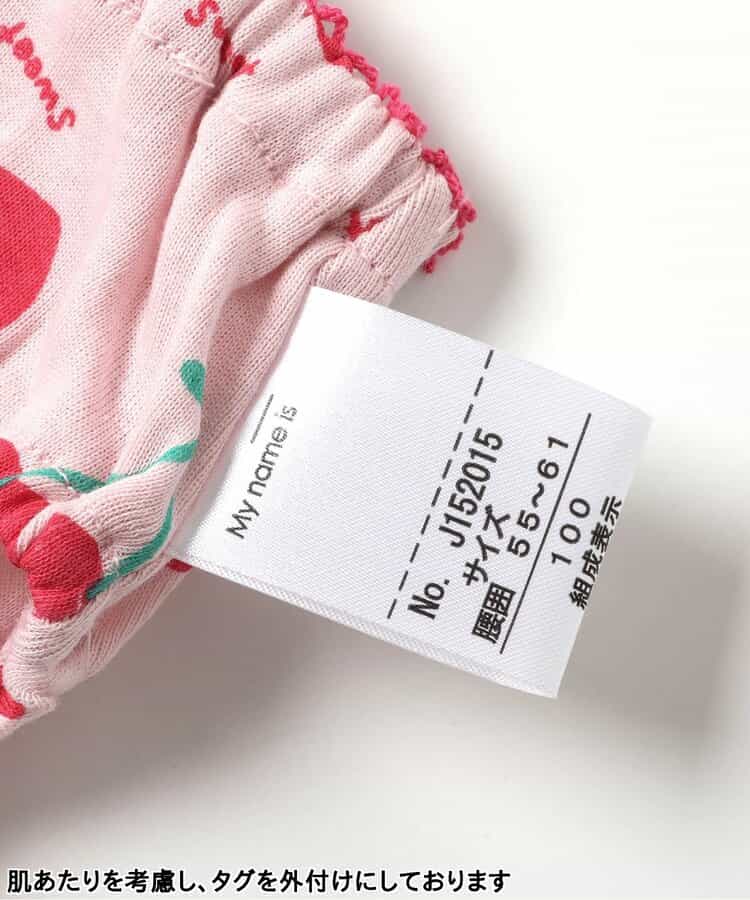 Sweet
Sweet
My name is
No. J152015
サイズ
腰囲 55～61
100
組成表示
肌あたりを考慮し、タグを外付けにしております